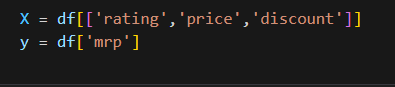 X = df[['rating','price','discount']]
y = df['mrp']